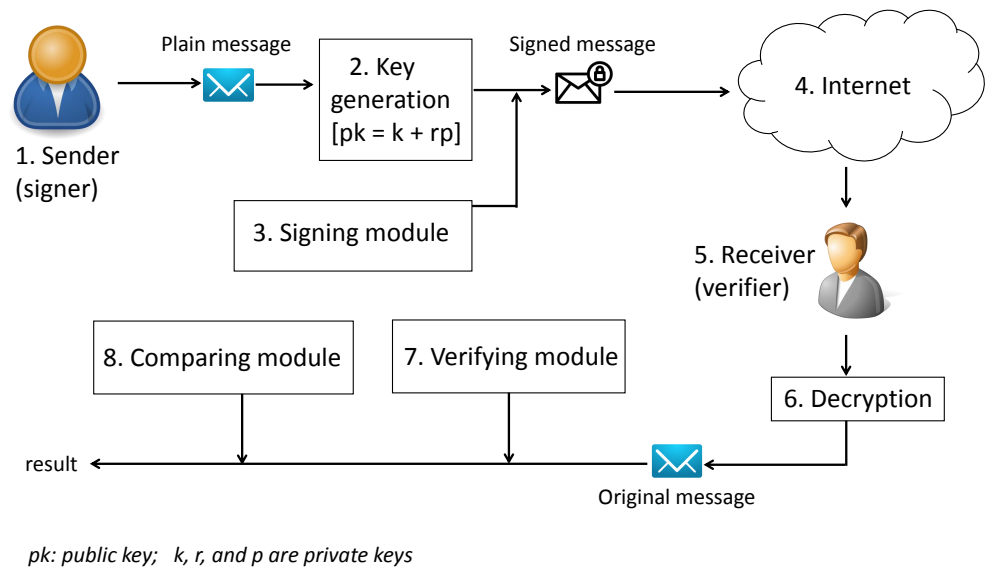 Plain message
2. Key
generation
[pk = k + rp]
Signed message
4. Internet
1. Sender
(signer)
3. Signing module
5. Receiver
(verifier)
8. Comparing module
7. Verifying module
6. Decryption
result
Original message
pk: public key; k, r, and p are private keys